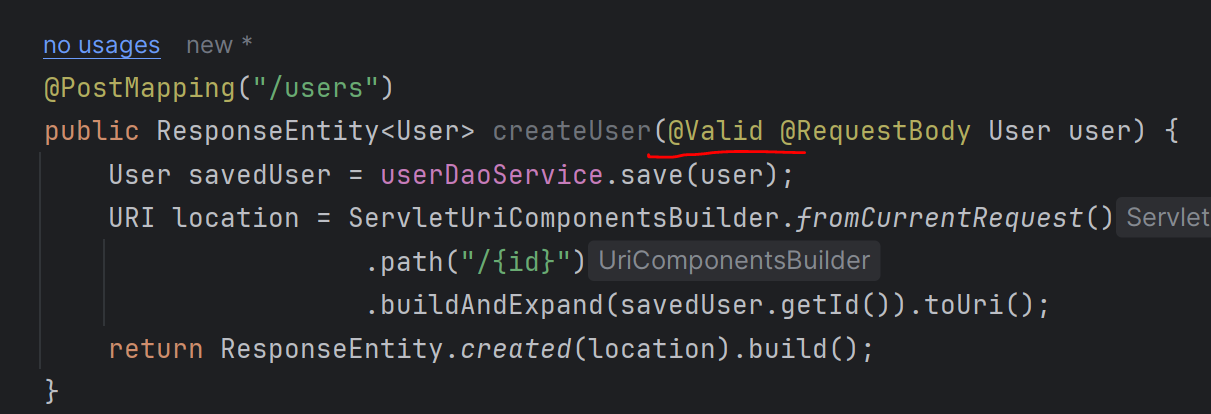 no usages new *
@PostMapping("/users")
public ResponseEntity<User> createUser(@Valid @RequestBody User user) {
User savedUser = userDaoService.save(user);
URI location = ServletUriComponentsBuilder.fromCurrentRequest() Servlet
.path("/{id}") UriComponentsBuilder
.buildAndExpand(savedUser.getId()).toUri();
return ResponseEntity.created(location).build();
}